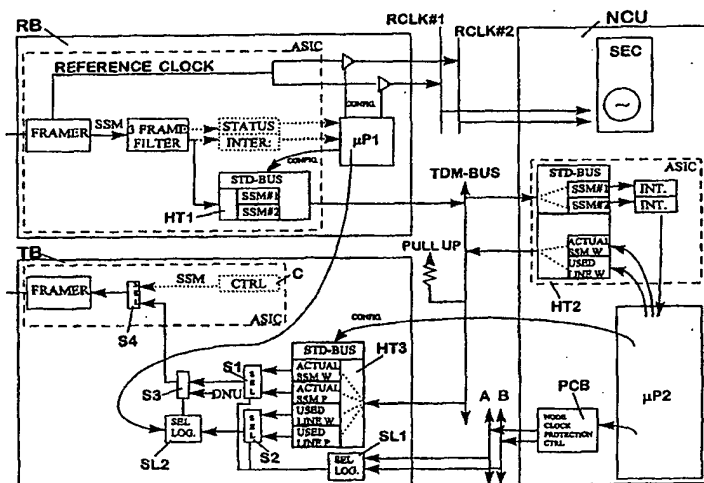 RB
RCLK#1
RCLK#2
NCU
ASIC
REFERENCE CLOCK
SEC
CONFIG.
FRAMER
SSM
3 FRAME
FILTER
STATUS
INTER.
µP1
CONFIG.
STD-BUS
SSM#1
SSM#2
HT1
TDM-BUS
ASIC
STD-BUS
SSM#1
SSM#2
INT.
INT.
ACTUAL
SSM.W
USED
LINE.W
HT2
PULL UP
TB
FRAMER
SEL
SSM
CTRL
C
ASIC
S4
CONFIG.
STD-BUS
HT3
ACTUAL
SSM.W
ACTUAL
SSM.P
USED
LINE.W
USED
LINE.P
S1
SEL
S3
DNU
SEL
S2
SEL
LOG.
SL2
SL1
SEL
LOG.
A
B
PCB
NODE
CLOCK
PROTECTION
CTRL
µP2